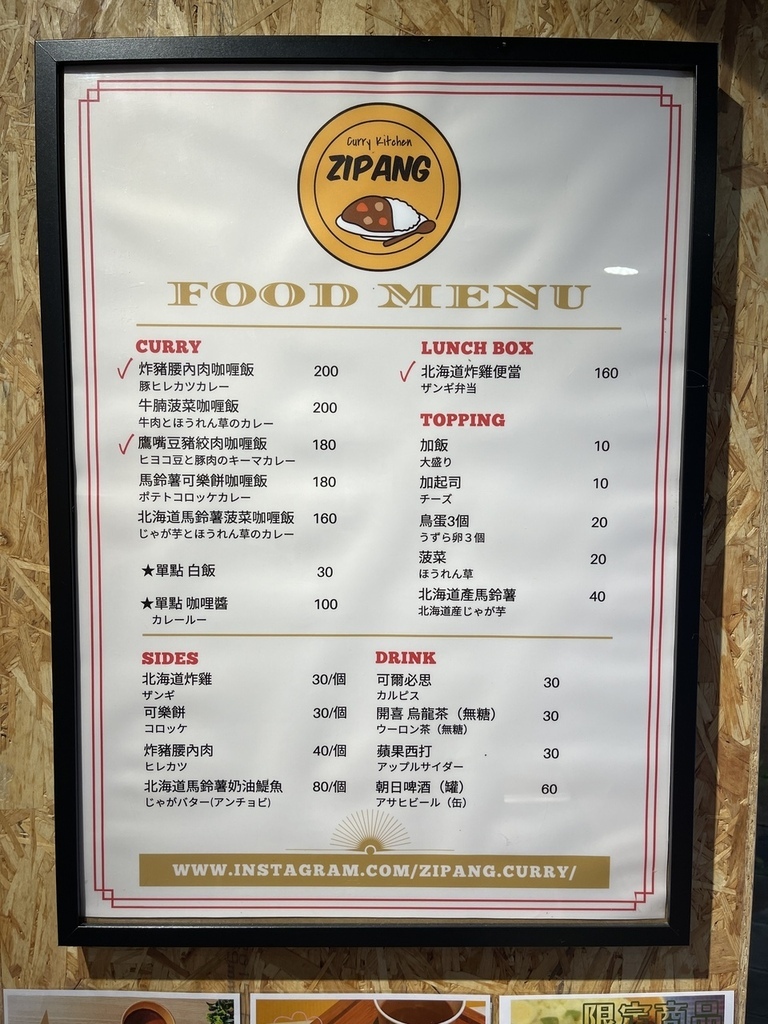 Curry Kitchen
ZIPANG
FOOD MENU
CURRY
炸豬腰內肉咖喱飯 200
豚ヒレカツカレー
牛腩菠菜咖喱飯 200
牛肉とほうれん草のカレー
鷹嘴豆豬絞肉咖喱飯 180
ヒヨコ豆と豚肉のキーマカレー
馬鈴薯可樂餅咖喱飯 180
ポテトコロッケカレー
北海道馬鈴薯菠菜咖喱飯 160
じゃが芋とほうれん草のカレー
★單點 白飯 30
★單點 咖哩醬 100
カレールー
LUNCH BOX
北海道炸雞便當 160
ザンギ弁当
TOPPING
加飯 10
大盛り
加起司 10
チーズ
鳥蛋3個 20
うずら卵３個
菠菜 20
ほうれん草
北海道產馬鈴薯 40
北海道産じゃが芋
SIDES
北海道炸雞 30/個
ザンギ
可樂餅 30/個
コロッケ
炸豬腰內肉 40/個
ヒレカツ
北海道馬鈴薯奶油鯷魚 80/個
じゃがバター(アンチョビ)
DRINK
可爾必思 30
カルピス
開喜 烏龍茶（無糖） 30
ウーロン茶（無糖）
蘋果西打 30
アップルサイダー
朝日啤酒（罐） 60
アサヒビール（缶）
WWW.INSTAGRAM.COM/ZIPANG.CURRY/
限定商品